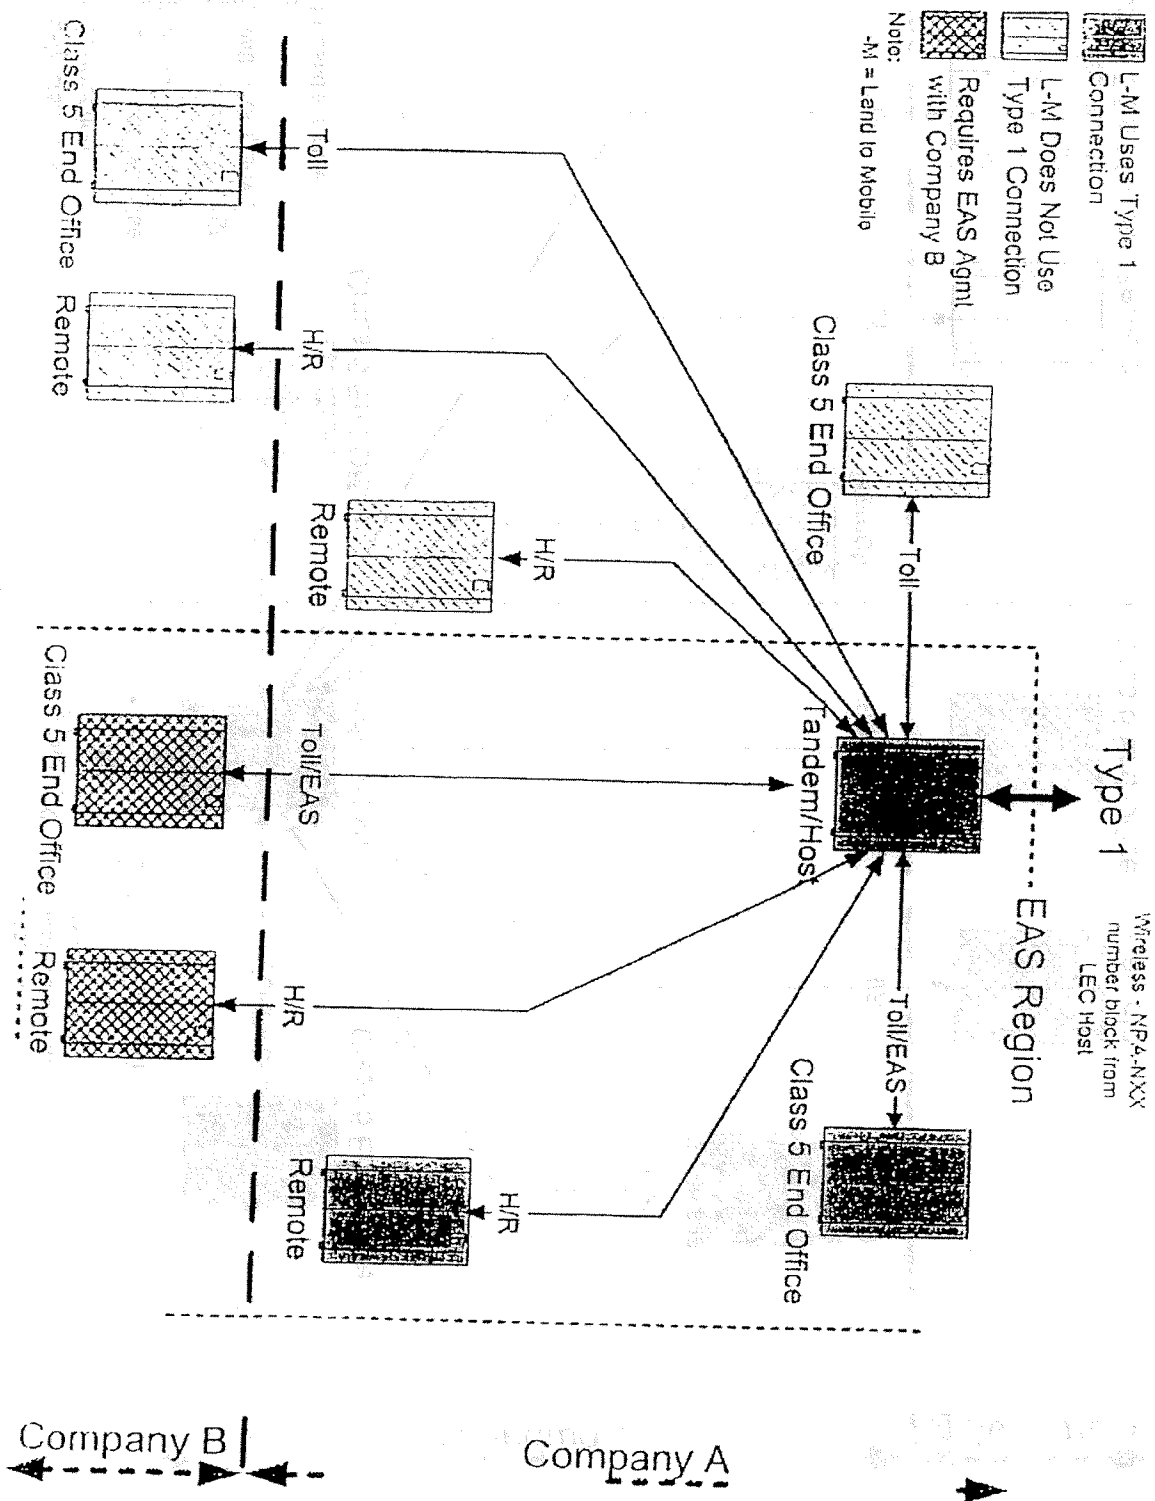 L-M Uses Type 1
Connection
L-M Does Not Use
Type 1 Connection
Requires EAS Agmt
with Company B
Note:
-M = Land to Mobile
Type 1
Wireless - NPA-NXX
number block from
LEC Host
EAS Region
Class 5 End Office
Toll
Tandem/Host
Toll/EAS
Class 5 End Office
H/R
Remote
H/R
Remote
Toll
H/R
Toll/EAS
H/R
Class 5 End Office
Remote
Class 5 End Office
Remote
Company A
Company B